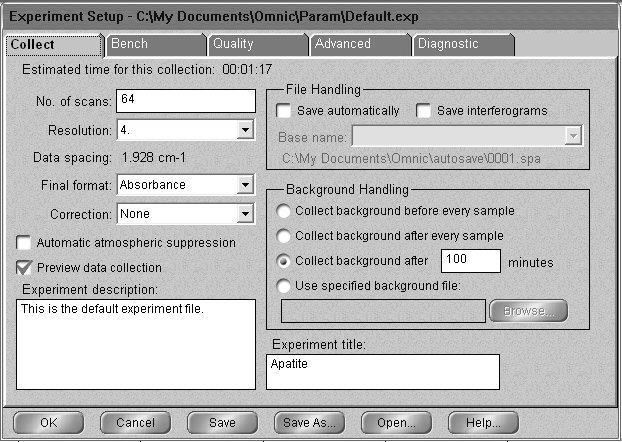 Experiment Setup - C:\My Documents\Omnic\Param\Default.exp
Collect Bench Quality Advanced Diagnostic
Estimated time for this collection: 00:01:17
No. of scans: 64
Resolution: 4.
Data spacing: 1.928 cm-1
Final format: Absorbance
Correction: None
Automatic atmospheric suppression
Preview data collection
Experiment description:
This is the default experiment file.
File Handling
Save automatically Save interferograms
Base name:
C:\My Documents\Omnic\autosave\0001.spa
Background Handling
Collect background before every sample
Collect background after every sample
Collect background after 100 minutes
Use specified background file:
Browse...
Experiment title:
Apatite
OK Cancel Save Save As... Open... Help...